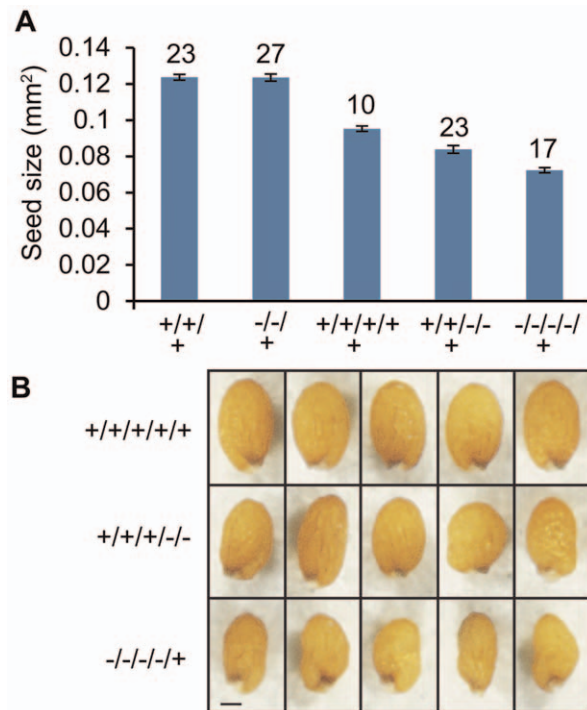 A
23 27 10 23 17
Seed size (mm²)
0.14
0.12
0.1
0.08
0.06
0.04
0.02
0
+/+/ -/-/ +/+/+/+ +/+/-/- -/-/-/-/
+ + + + +
B
+/+/+/+/+
+/+/+/-/-
-/-/-/-/+